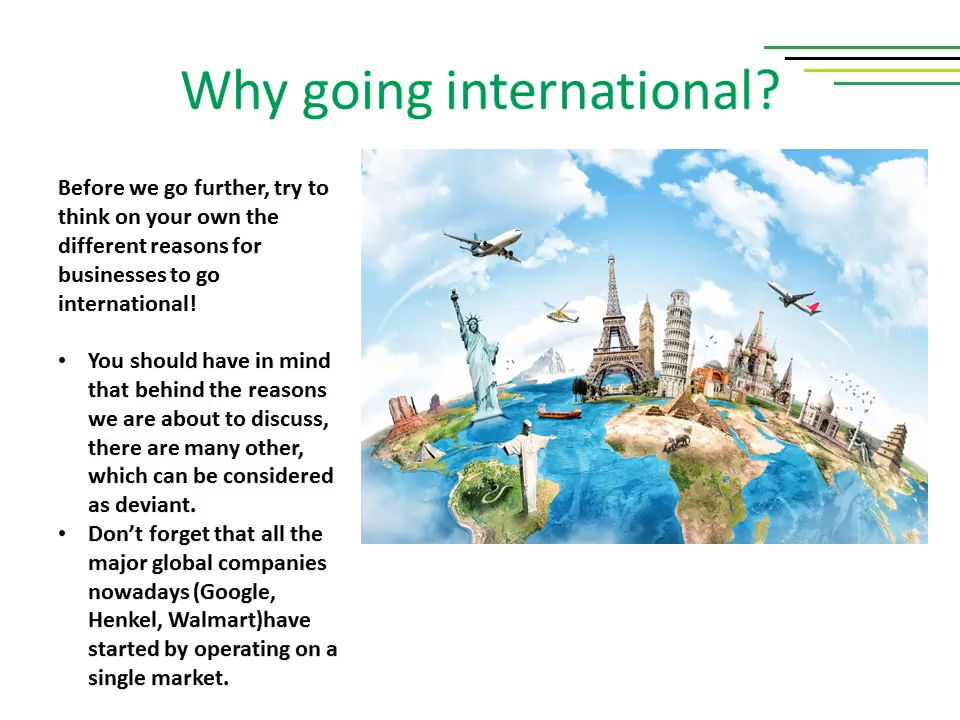 Why going international?
Before we go further, try to
think on your own the
different reasons for
businesses to go
international!
• You should have in mind
that behind the reasons
we are about to discuss,
there are many other,
which can be considered
as deviant.
• Don’t forget that all the
major global companies
nowadays (Google,
Henkel, Walmart)have
started by operating on a
single market.